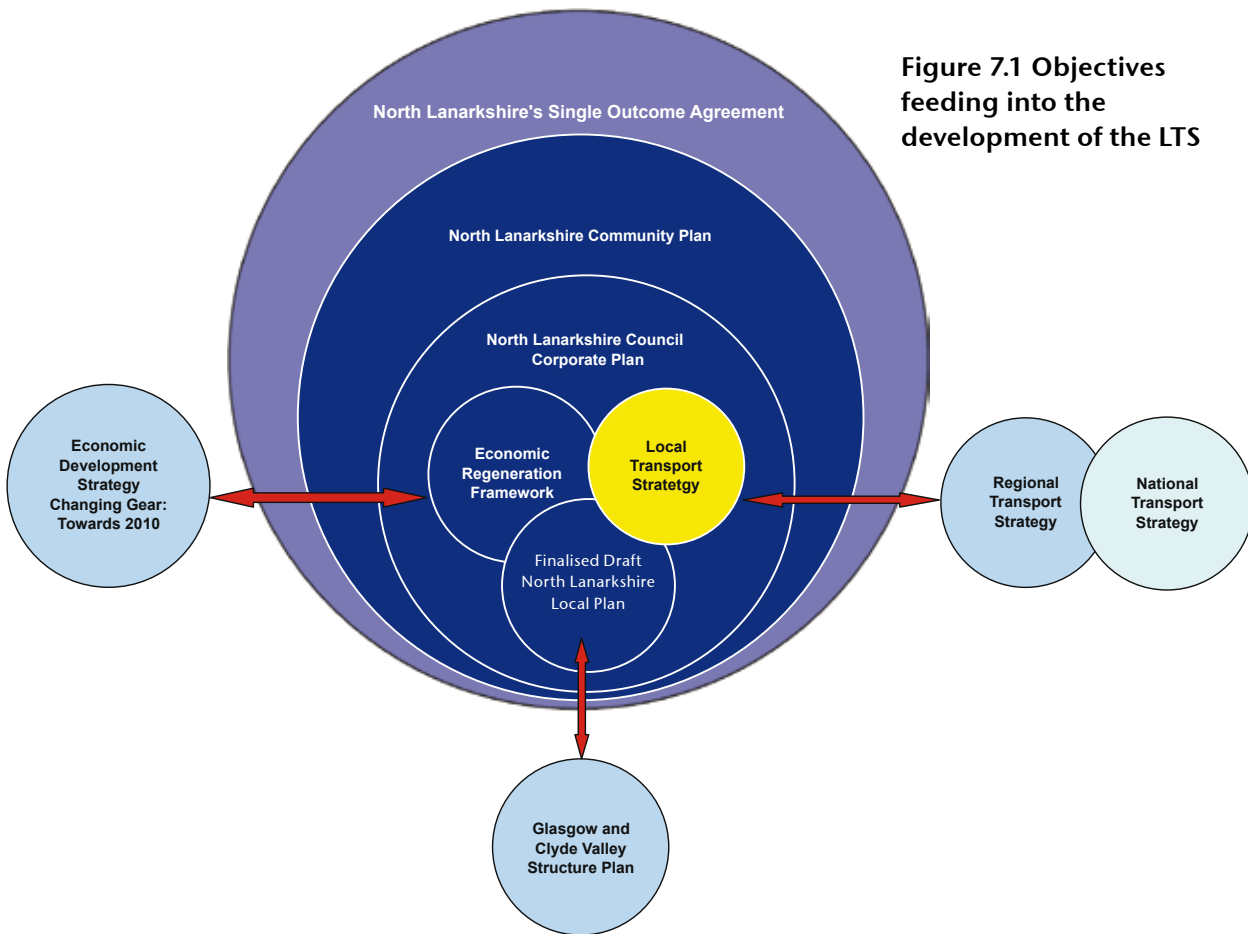 Figure 7.1 Objectives
feeding into the
development of the LTS
North Lanarkshire's Single Outcome Agreement
North Lanarkshire Community Plan
North Lanarkshire Council
Corporate Plan
Economic
Regeneration
Framework
Local
Transport
Stratetgy
Finalised Draft
North Lanarkshire
Local Plan
Economic
Development
Strategy
Changing Gear:
Towards 2010
Regional
Transport
Strategy
National
Transport
Strategy
Glasgow and
Clyde Valley
Structure Plan